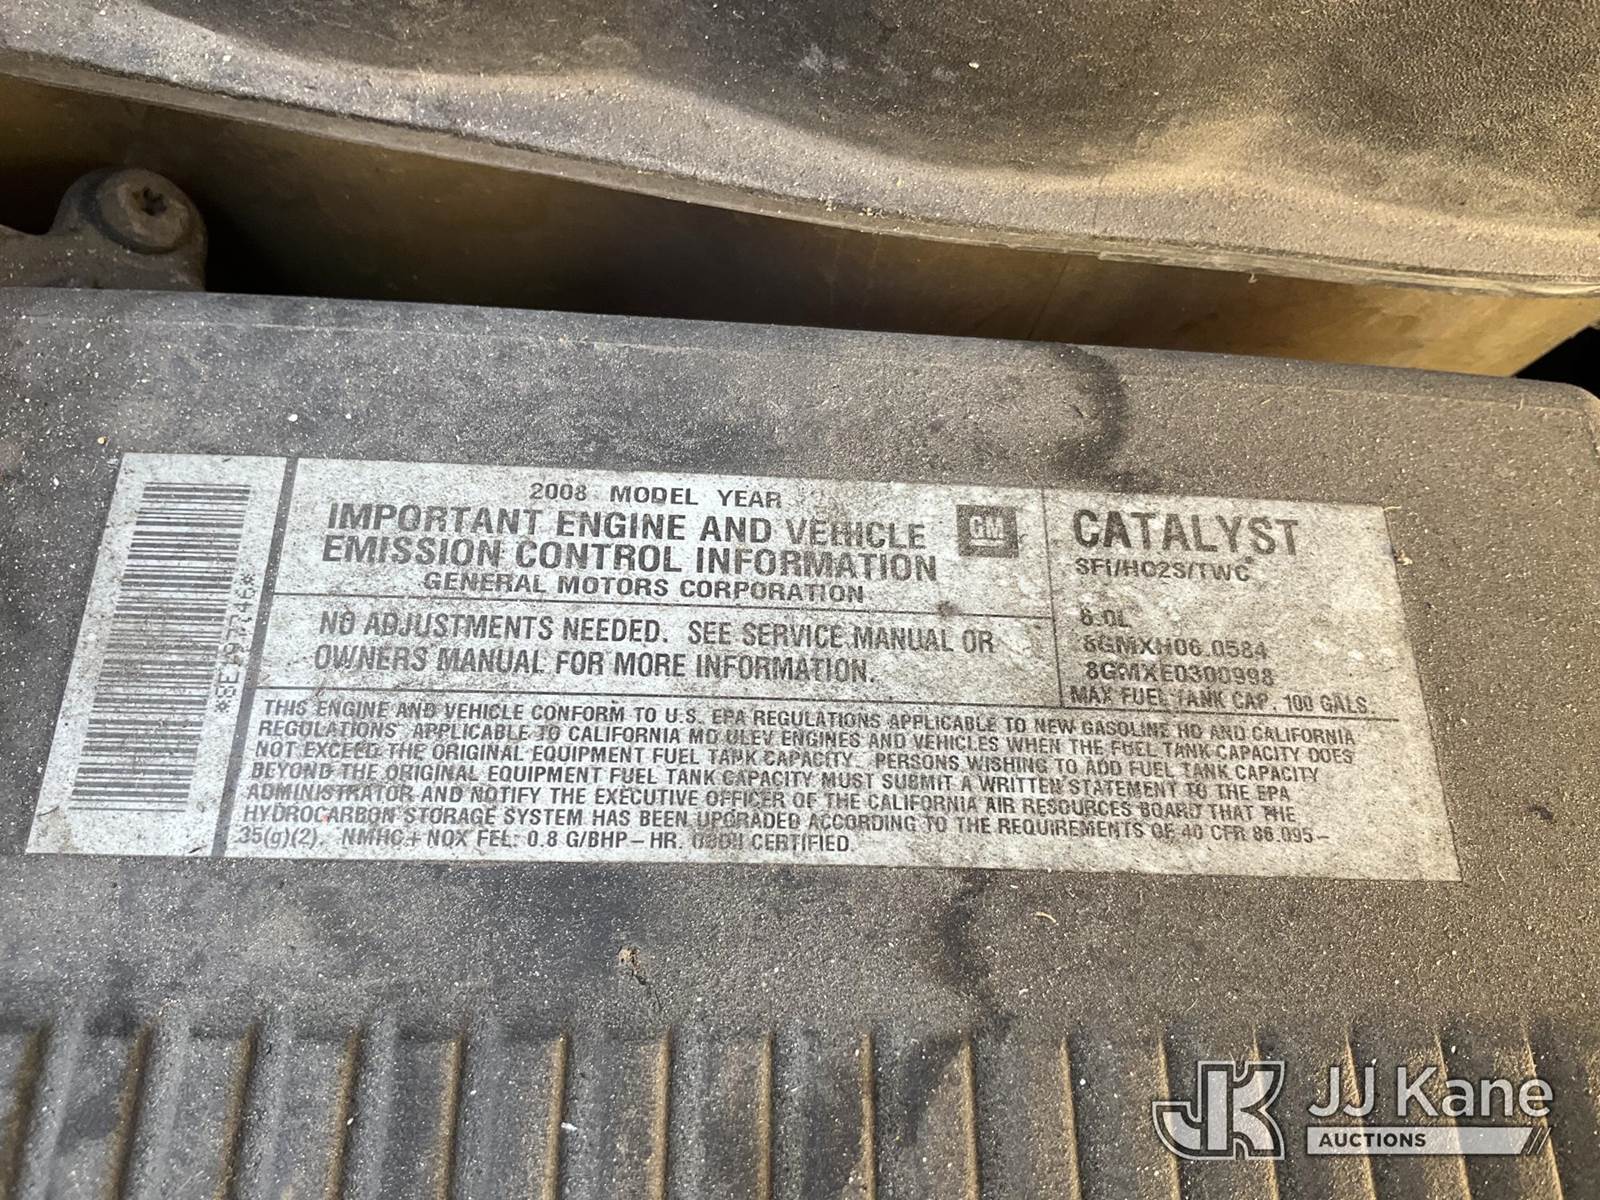 *8E1977746*
2008 MODEL YEAR
IMPORTANT ENGINE AND VEHICLE
EMISSION CONTROL INFORMATION
GENERAL MOTORS CORPORATION
GM
NO ADJUSTMENTS NEEDED. SEE SERVICE MANUAL OR
OWNERS MANUAL FOR MORE INFORMATION.
CATALYST
SFI/HO2S/TWC
6.0L
8GMXH06.0584
8GMXE0300998
MAX FUEL TANK CAP. 100 GALS.
THIS ENGINE AND VEHICLE CONFORM TO U.S. EPA REGULATIONS APPLICABLE TO NEW GASOLINE HD AND CALIFORNIA
REGULATIONS APPLICABLE TO CALIFORNIA MD ULEV ENGINES AND VEHICLES WHEN THE FUEL TANK CAPACITY DOES
NOT EXCEED THE ORIGINAL EQUIPMENT FUEL TANK CAPACITY. PERSONS WISHING TO ADD FUEL TANK CAPACITY
BEYOND THE ORIGINAL EQUIPMENT FUEL TANK CAPACITY MUST SUBMIT A WRITTEN STATEMENT TO THE EPA
ADMINISTRATOR AND NOTIFY THE EXECUTIVE OFFICER OF THE CALIFORNIA AIR RESOURCES BOARD THAT THE
HYDROCARBON STORAGE SYSTEM HAS BEEN UPGRADED ACCORDING TO THE REQUIREMENTS OF 40 CFR 86.095-
35(g)(2). NMHC+NOX FEL: 0.8 G/BHP-HR. OBDII CERTIFIED.
JK JJ Kane
AUCTIONS